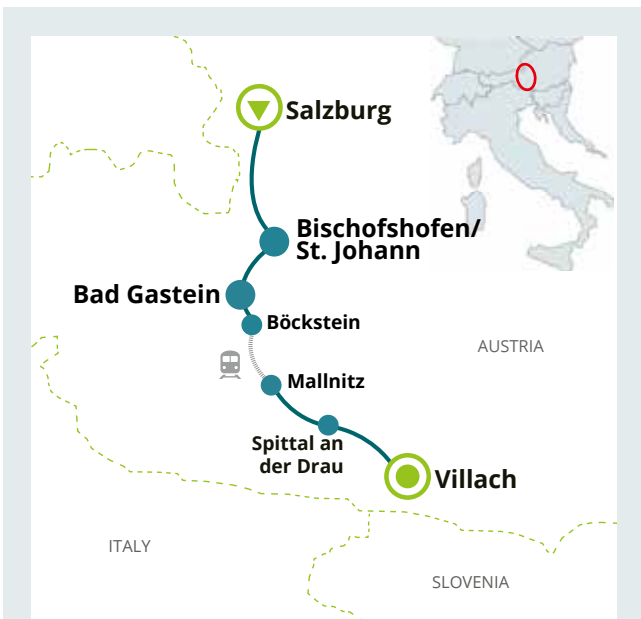 Salzburg
Bischofshofen/
St. Johann
Bad Gastein
Böckstein
AUSTRIA
Mallnitz
Spittal an
der Drau
Villach
ITALY
SLOVENIA